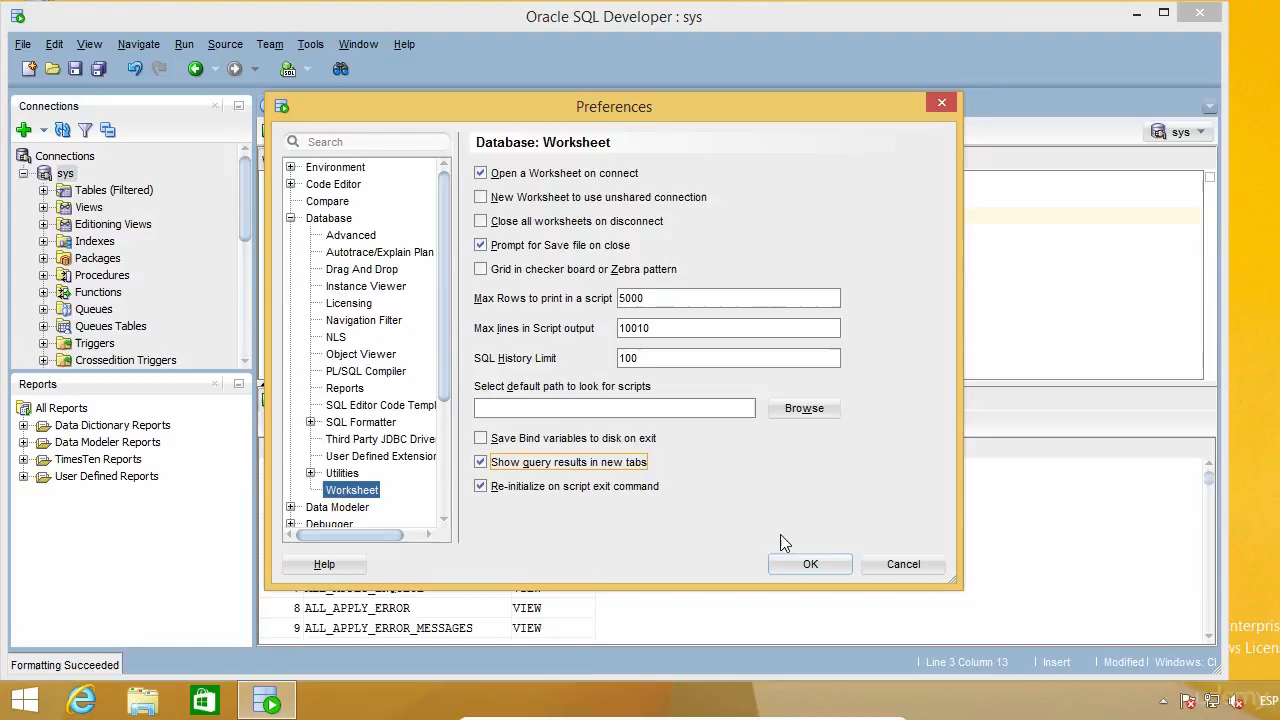 Oracle SQL Developer : sys
File Edit View Navigate Run Source Team Tools Window Help
Connections
Connections
sys
Tables (Filtered)
Views
Editioning Views
Indexes
Packages
Procedures
Functions
Queues
Queues Tables
Triggers
Crossedition Triggers
Reports
All Reports
Data Dictionary Reports
Data Modeler Reports
TimesTen Reports
User Defined Reports
Preferences
Search
Environment
Code Editor
Compare
Database
Advanced
Autotrace/Explain Plan
Drag And Drop
Instance Viewer
Licensing
Navigation Filter
NLS
Object Viewer
PL/SQL Compiler
Reports
SQL Editor Code Templ
SQL Formatter
Third Party JDBC Drive
User Defined Extension
Utilities
Worksheet
Data Modeler
Debugger
Database: Worksheet
Open a Worksheet on connect
New Worksheet to use unshared connection
Close all worksheets on disconnect
Prompt for Save file on close
Grid in checker board or Zebra pattern
Max Rows to print in a script 5000
Max lines in Script output 10010
SQL History Limit 100
Select default path to look for scripts
Browse
Save Bind variables to disk on exit
Show query results in new tabs
Re-initialize on script exit command
Help OK Cancel
sys
8 ALL_APPLY_ERROR VIEW
9 ALL_APPLY_ERROR_MESSAGES VIEW
Formatting Succeeded
Line 3 Column 13 Insert Modified Windows: Cl
nterpris
ws Licen
ESP